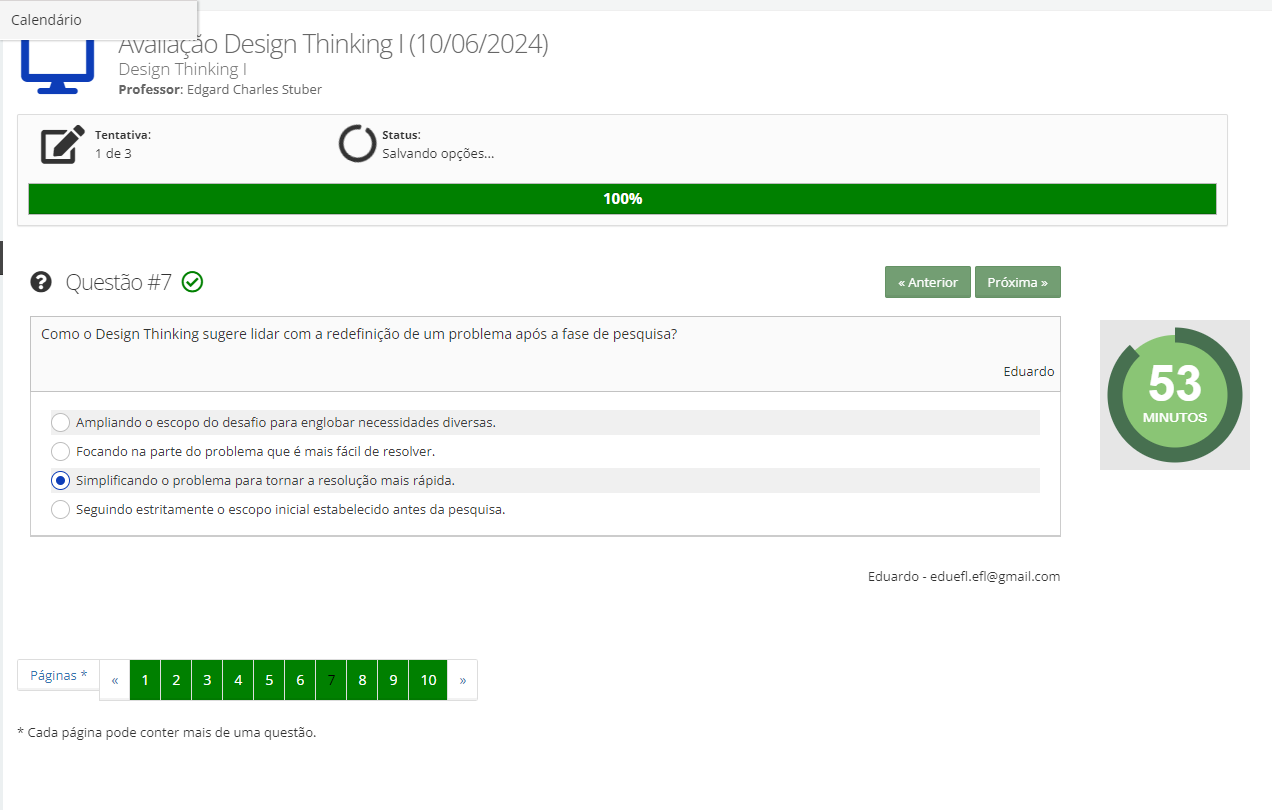 Calendário
Avaliação Design Thinking I (10/06/2024)
Design Thinking I
Professor: Edgard Charles Stuber
Tentativa:
1 de 3
Status:
Salvando opções...
100%
Questão #7
« Anterior
Próxima »
Como o Design Thinking sugere lidar com a redefinição de um problema após a fase de pesquisa?
Eduardo
Ampliando o escopo do desafio para englobar necessidades diversas.
Focando na parte do problema que é mais fácil de resolver.
Simplificando o problema para tornar a resolução mais rápida.
Seguindo estritamente o escopo inicial estabelecido antes da pesquisa.
53
MINUTOS
Eduardo - eduefl.efl@gmail.com
Páginas * « 1 2 3 4 5 6 7 8 9 10 »
* Cada página pode conter mais de uma questão.